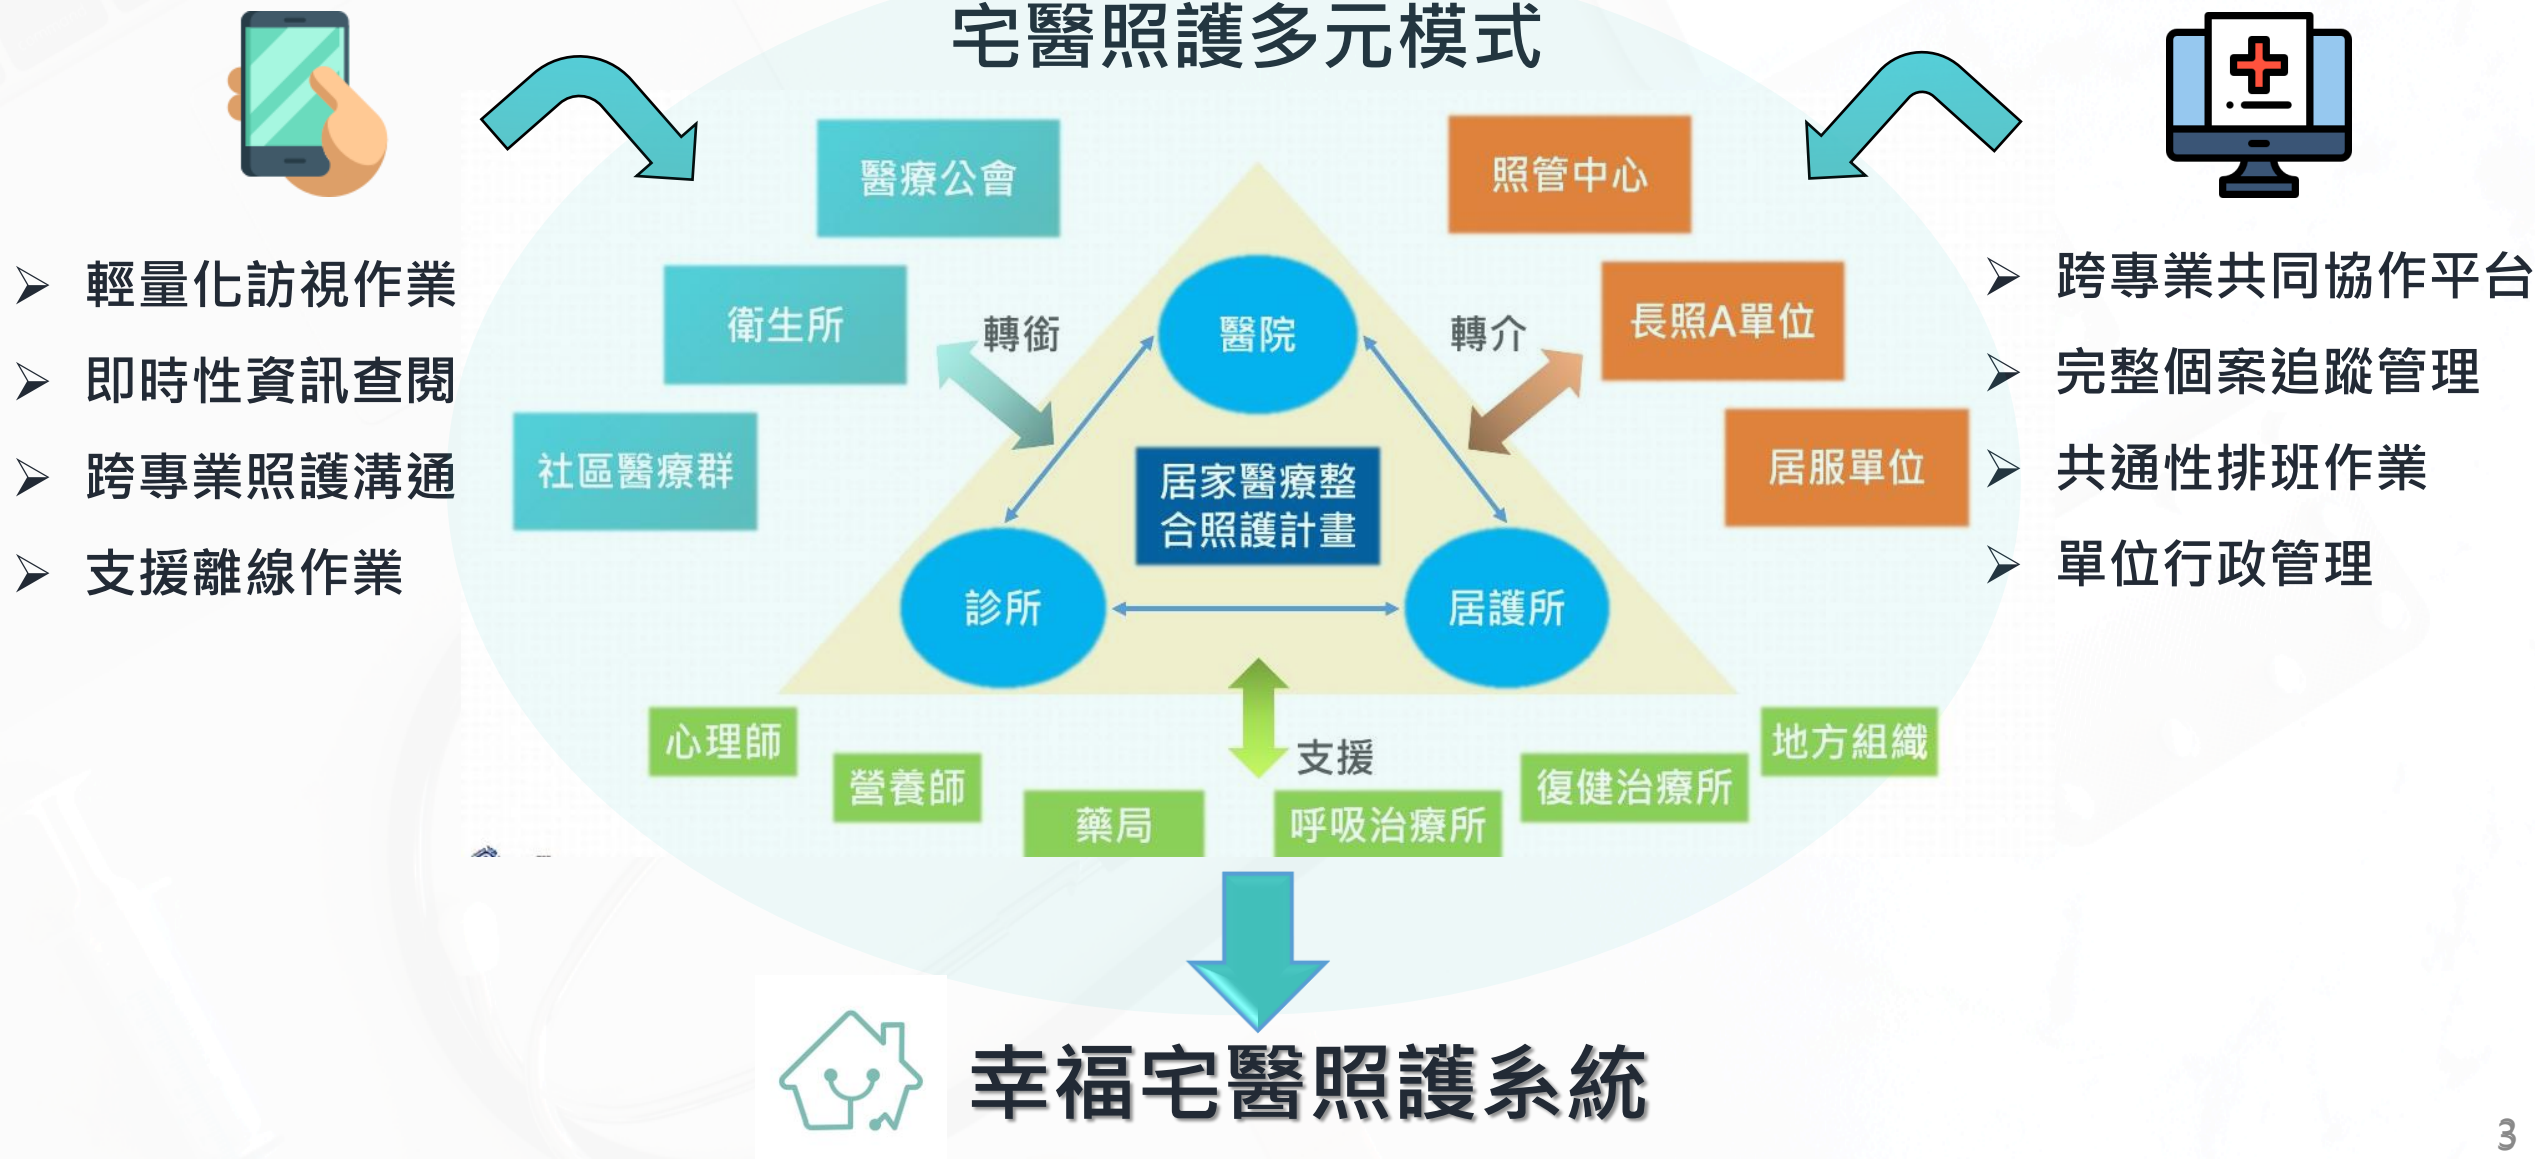 宅醫照護多元模式
輕量化訪視作業
即時性資訊查閱
跨專業照護溝通
支援離線作業
醫療公會
衛生所
社區醫療群
轉銜
醫院
居家醫療整
合照護計畫
診所
居護所
轉介
照管中心
長照A單位
居服單位
支援
心理師
營養師
藥局
呼吸治療所
復健治療所
地方組織
跨專業共同協作平台
完整個案追蹤管理
共通性排班作業
單位行政管理
幸福宅醫照護系統
3